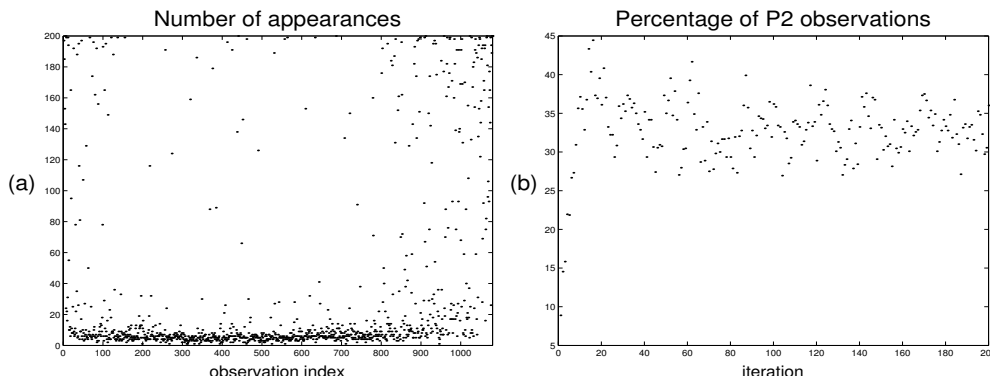 Number of appearances
Percentage of P2 observations
200
180
160
140
120
100
80
60
40
20
0
(a)
0 100 200 300 400 500 600 700 800 900 1000
observation index
45
40
35
30
25
20
15
10
5
(b)
0 20 40 60 80 100 120 140 160 180 200
iteration